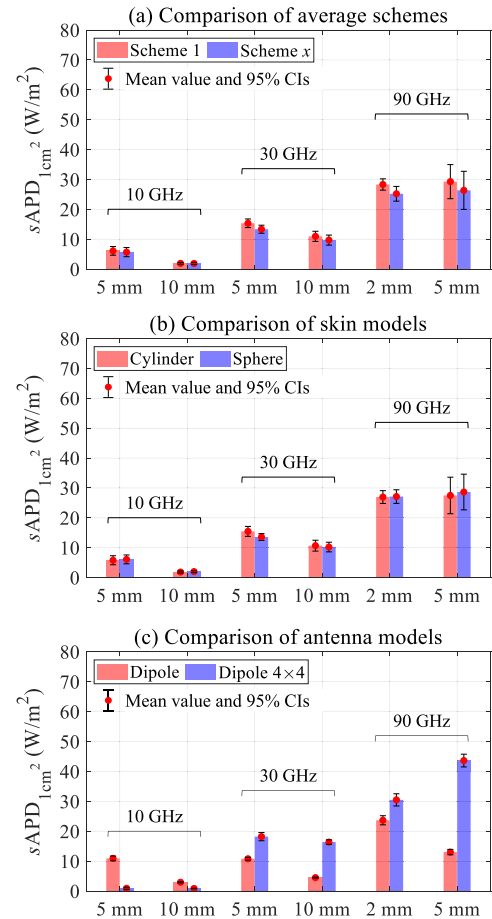 (a) Comparison of average schemes
80
70
60
50
40
30
20
10
0
sAPD1cm2 (W/m2)
Scheme 1 Scheme x
Mean value and 95% CIs
10 GHz
30 GHz
90 GHz
5 mm 10 mm 5 mm 10 mm 2 mm 5 mm
(b) Comparison of skin models
80
70
60
50
40
30
20
10
0
sAPD1cm2 (W/m2)
Cylinder Sphere
Mean value and 95% CIs
10 GHz
30 GHz
90 GHz
5 mm 10 mm 5 mm 10 mm 2 mm 5 mm
(c) Comparison of antenna models
80
70
60
50
40
30
20
10
0
sAPD1cm2 (W/m2)
Dipole Dipole 4×4
Mean value and 95% CIs
10 GHz
30 GHz
90 GHz
5 mm 10 mm 5 mm 10 mm 2 mm 5 mm